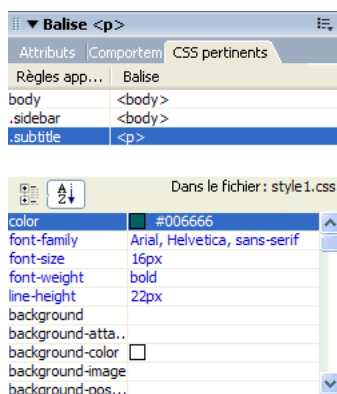 ▼ Balise <p>
Attributs Comportem CSS pertinents
Règles app... Balise
body <body>
.sidebar <body>
.subtitle <p>
Dans le fichier : style1.css
color #006666
font-family Arial, Helvetica, sans-serif
font-size 16px
font-weight bold
line-height 22px
background
background-atta..
background-color
background-image
background-pos...